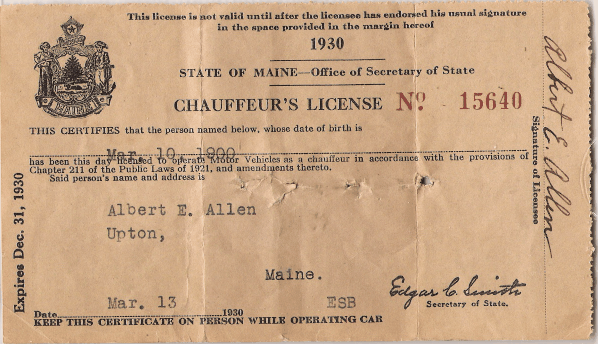 This license is not valid until after the licensee has endorsed his usual signature
in the space provided in the margin hereof
1930
STATE OF MAINE—Office of Secretary of State
CHAUFFEUR'S LICENSE No 15640
THIS CERTIFIES that the person named below, whose date of birth is
Mar. 10, 1900
has been this day licensed to operate Motor Vehicles as a chauffeur in accordance with the provisions of
Chapter 211 of the Public Laws of 1921, and amendments thereto.
Said person's name and address is
Albert E. Allen
Upton,
Maine.
Edgar C. Smith
Secretary of State.
Mar. 13 ESB
Date 1930
KEEP THIS CERTIFICATE ON PERSON WHILE OPERATING CAR
Expires Dec. 31, 1930
Albert E. Allen
Signature of Licensee